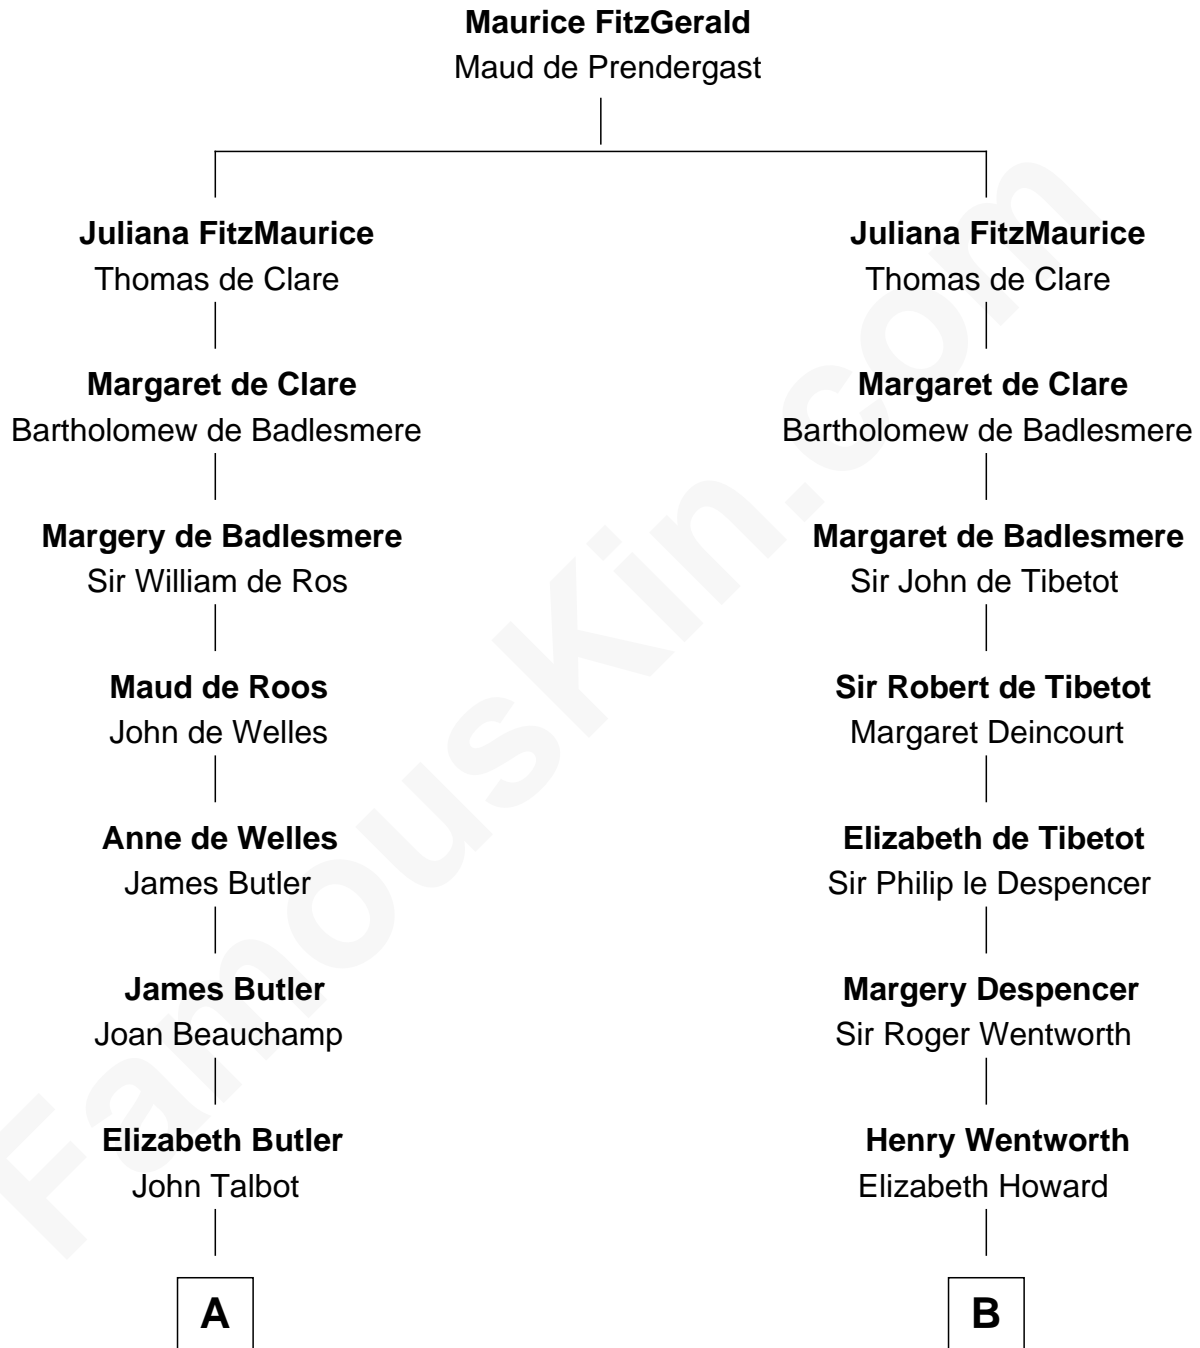 Maurice FitzGerald
Maud de Prendergast
Juliana FitzMaurice
Thomas de Clare
Juliana FitzMaurice
Thomas de Clare
Margaret de Clare
Bartholomew de Badlesmere
Margaret de Clare
Bartholomew de Badlesmere
Margery de Badlesmere
Sir William de Ros
Margaret de Badlesmere
Sir John de Tibetot
Maud de Roos
John de Welles
Sir Robert de Tibetot
Margaret Deincourt
Anne de Welles
James Butler
Elizabeth de Tibetot
Sir Philip le Despencer
James Butler
Joan Beauchamp
Margery Despencer
Sir Roger Wentworth
Elizabeth Butler
John Talbot
Henry Wentworth
Elizabeth Howard
A
B
FamousKin.com